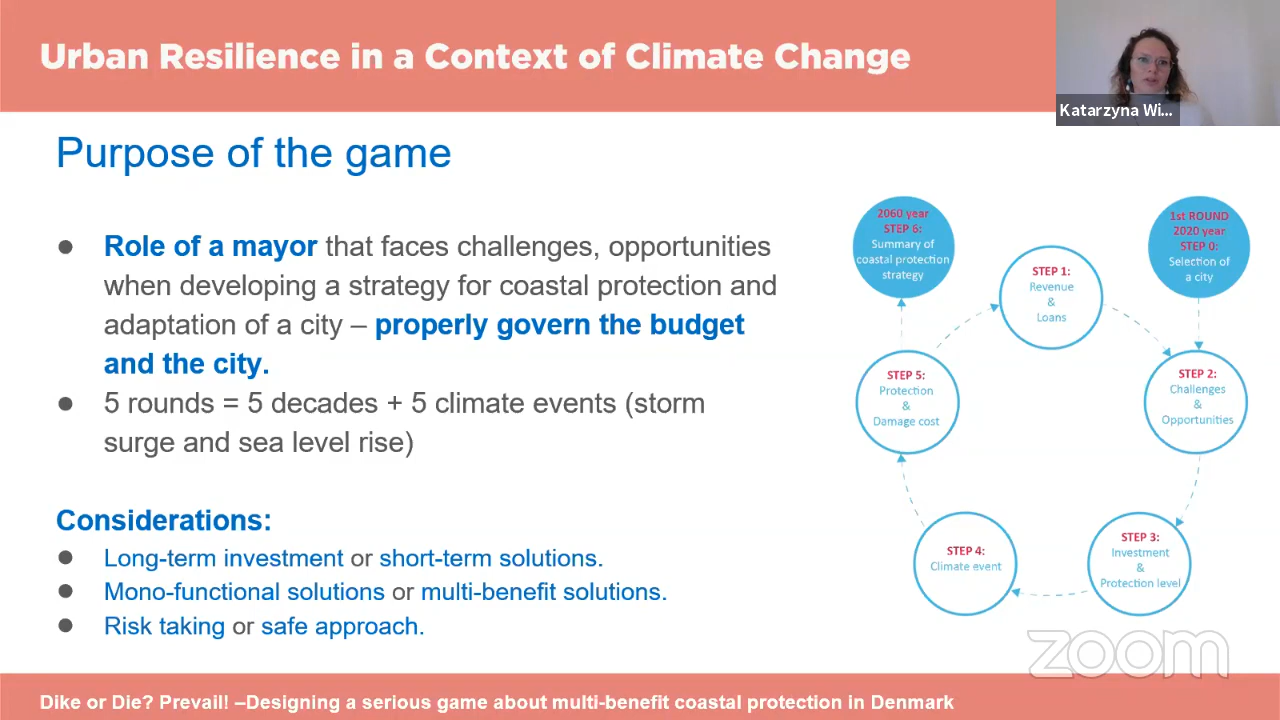 Urban Resilience in a Context of Climate Change
Katarzyna Wi...
Purpose of the game
● Role of a mayor that faces challenges, opportunities
when developing a strategy for coastal protection and
adaptation of a city – properly govern the budget
and the city.
● 5 rounds = 5 decades + 5 climate events (storm
surge and sea level rise)
Considerations:
● Long-term investment or short-term solutions.
● Mono-functional solutions or multi-benefit solutions.
● Risk taking or safe approach.
2060 year
STEP 6:
Summary of
coastal protection
strategy
1st ROUND
2020 year
STEP 0:
Selection of
a city
STEP 1:
Revenue
&
Loans
STEP 2:
Challenges
&
Opportunities
STEP 3:
Investment
&
Protection level
STEP 4:
Climate event
STEP 5:
Protection
&
Damage cost
zoom
Dike or Die? Prevail! –Designing a serious game about multi-benefit coastal protection in Denmark